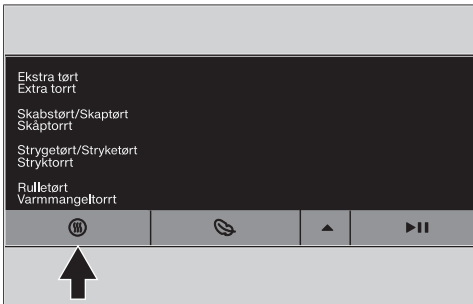 Ekstra tørt
Extra torrt
Skabstørt/Skaptørt
Skåptorrt
Strygetørt/Stryketørt
Stryktorrt
Rulletørt
Varmmangeltorrt